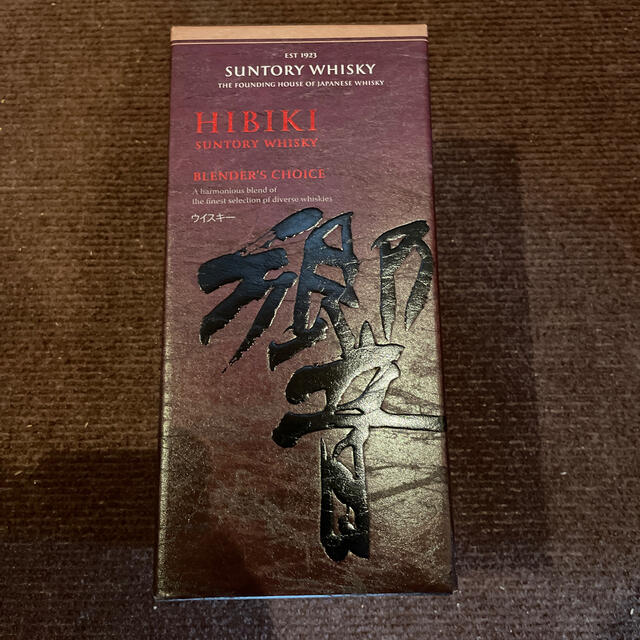 EST 1923
SUNTORY WHISKY
THE FOUNDING HOUSE OF JAPANESE WHISKY
HIBIKI
SUNTORY WHISKY
BLENDER'S CHOICE
A harmonious blend of
the finest selection of diverse whiskies
ウイスキー
響